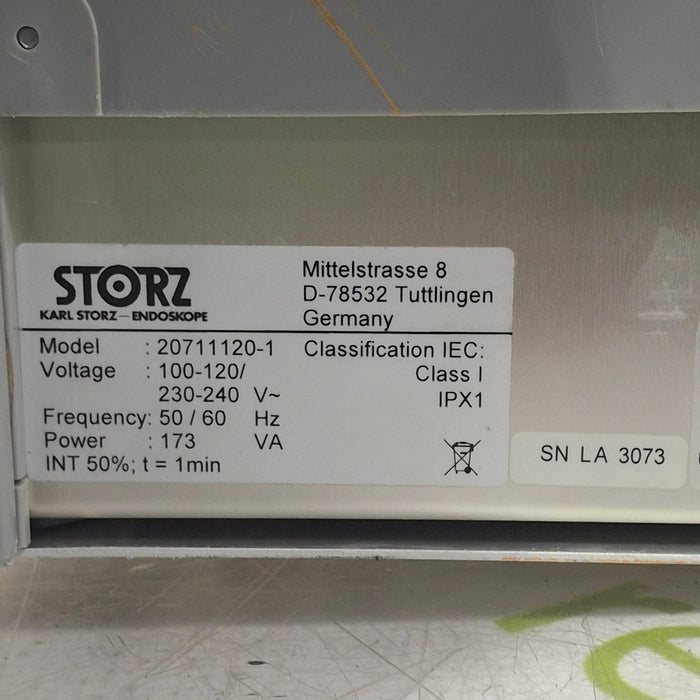 STORZ
KARL STORZ — ENDOSKOPE
Mittelstrasse 8
D-78532 Tuttlingen
Germany
Model : 20711120-1
Voltage : 100-120/
230-240 V~
Frequency: 50 / 60 Hz
Power : 173 VA
INT 50%; t = 1min
Classification IEC:
Class I
IPX1
SN LA 3073